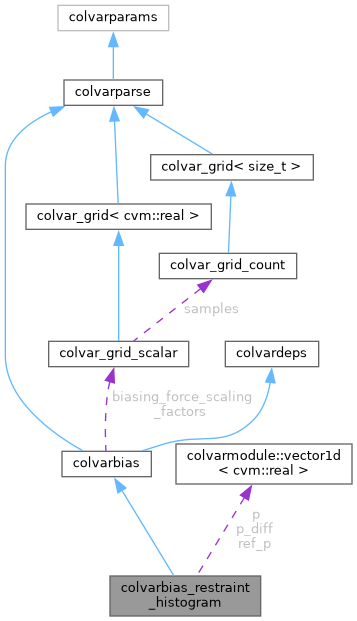 colvarparams
colvarparse
colvar_grid< size_t >
colvar_grid< cvm::real >
colvar_grid_count
samples
colvar_grid_scalar
colvardeps
biasing_force_scaling
_factors
colvarbias
colvarmodule::vector1d
< cvm::real >
p
p_diff
ref_p
colvarbias_restraint
_histogram